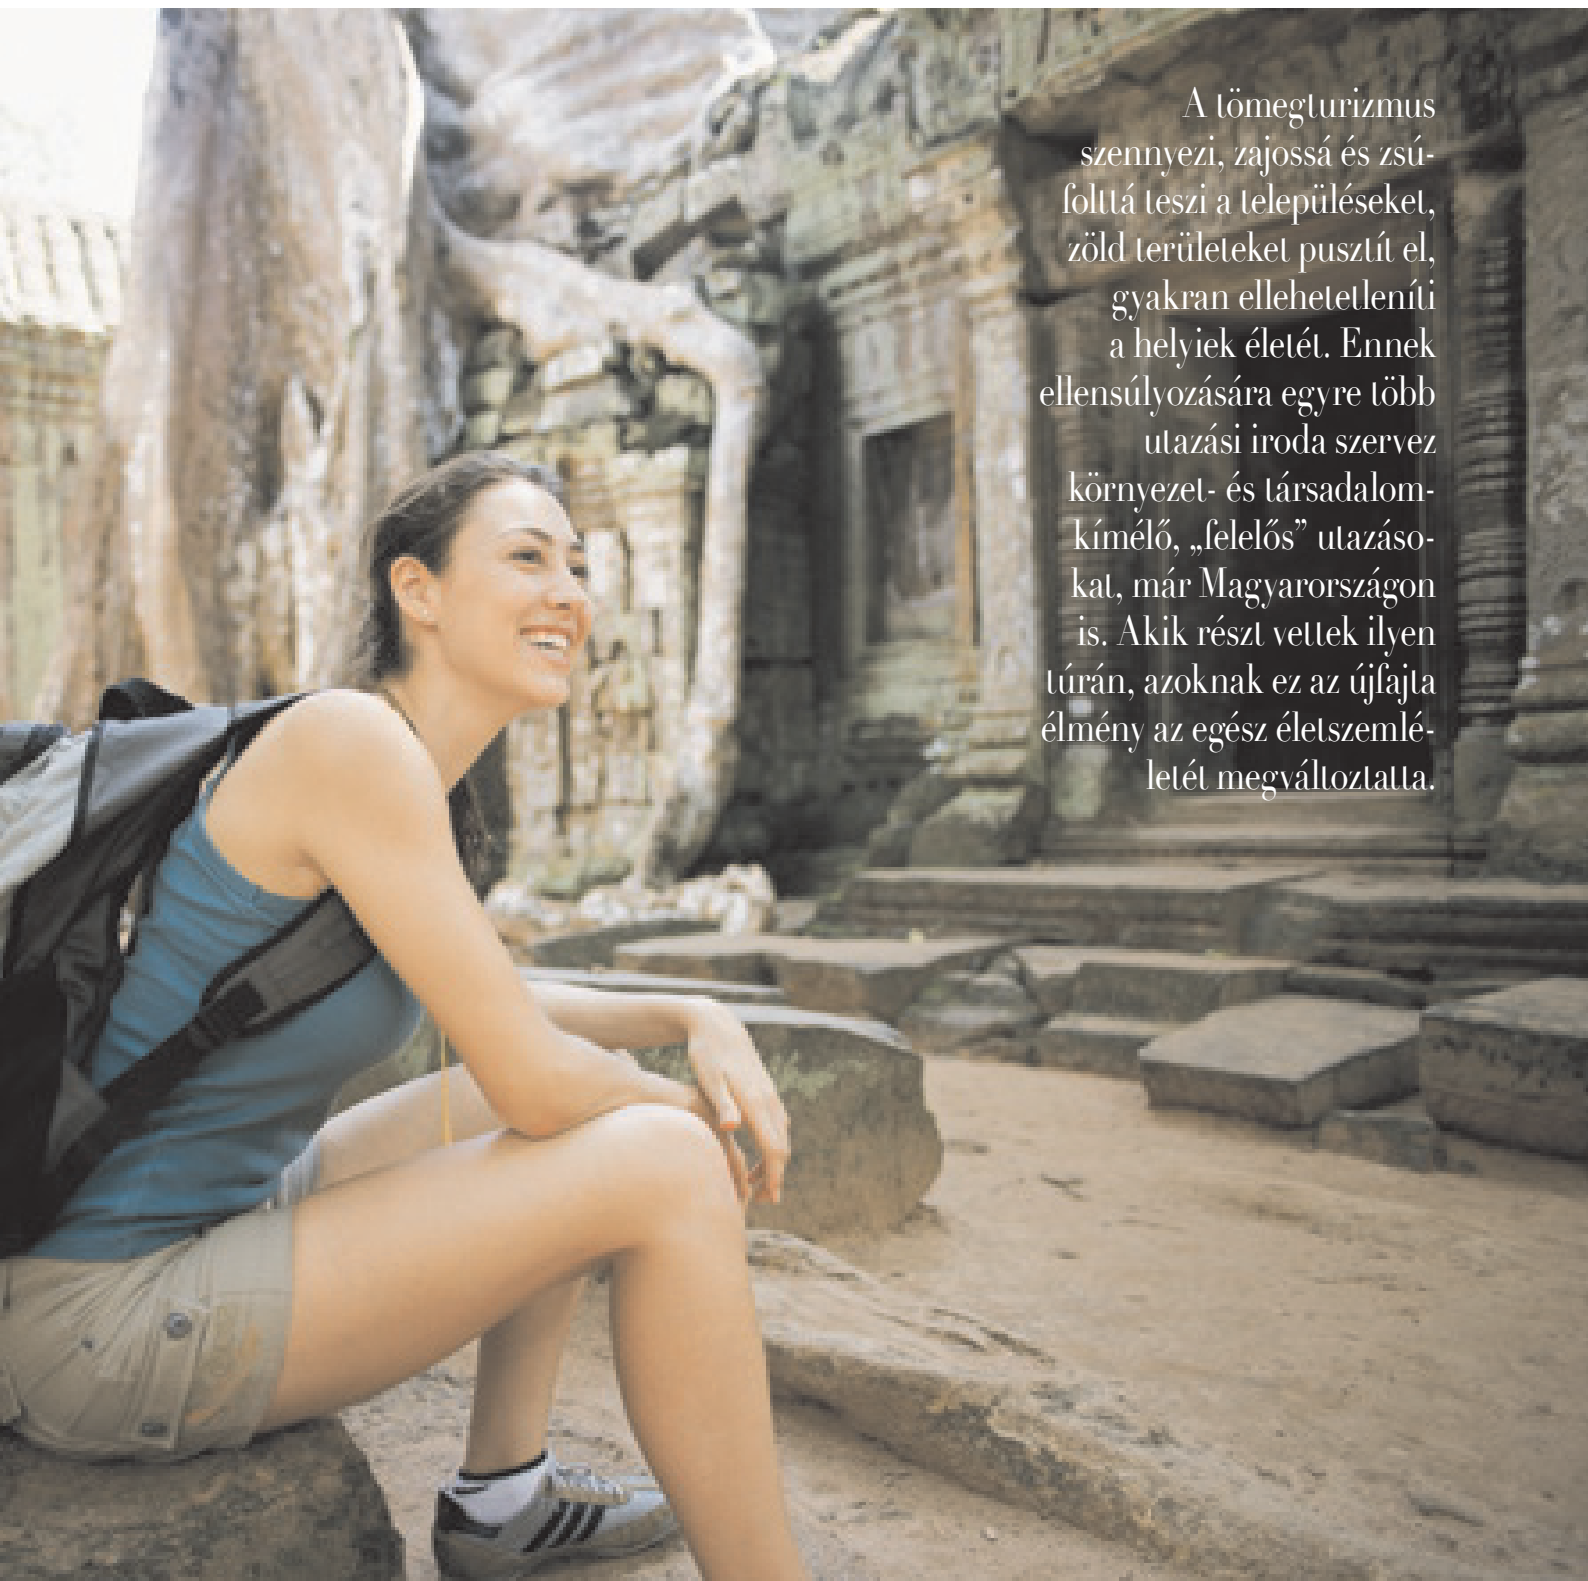 A tömegturizmus
szennyezi, zajossá és zsú-
folttá teszi a településeket,
zöld területeket pusztít el,
gyakran ellehetetleníti
a helyiek életét. Ennek
ellensúlyozására egyre több
utazási iroda szervez
környezet- és társadalom-
kímélő, „felelős” utazáso-
kat, már Magyarországon
is. Akik részt vettek ilyen
túrán, azoknak ez az újfajta
élmény az egész életszemlé-
letét megváltoztatta.